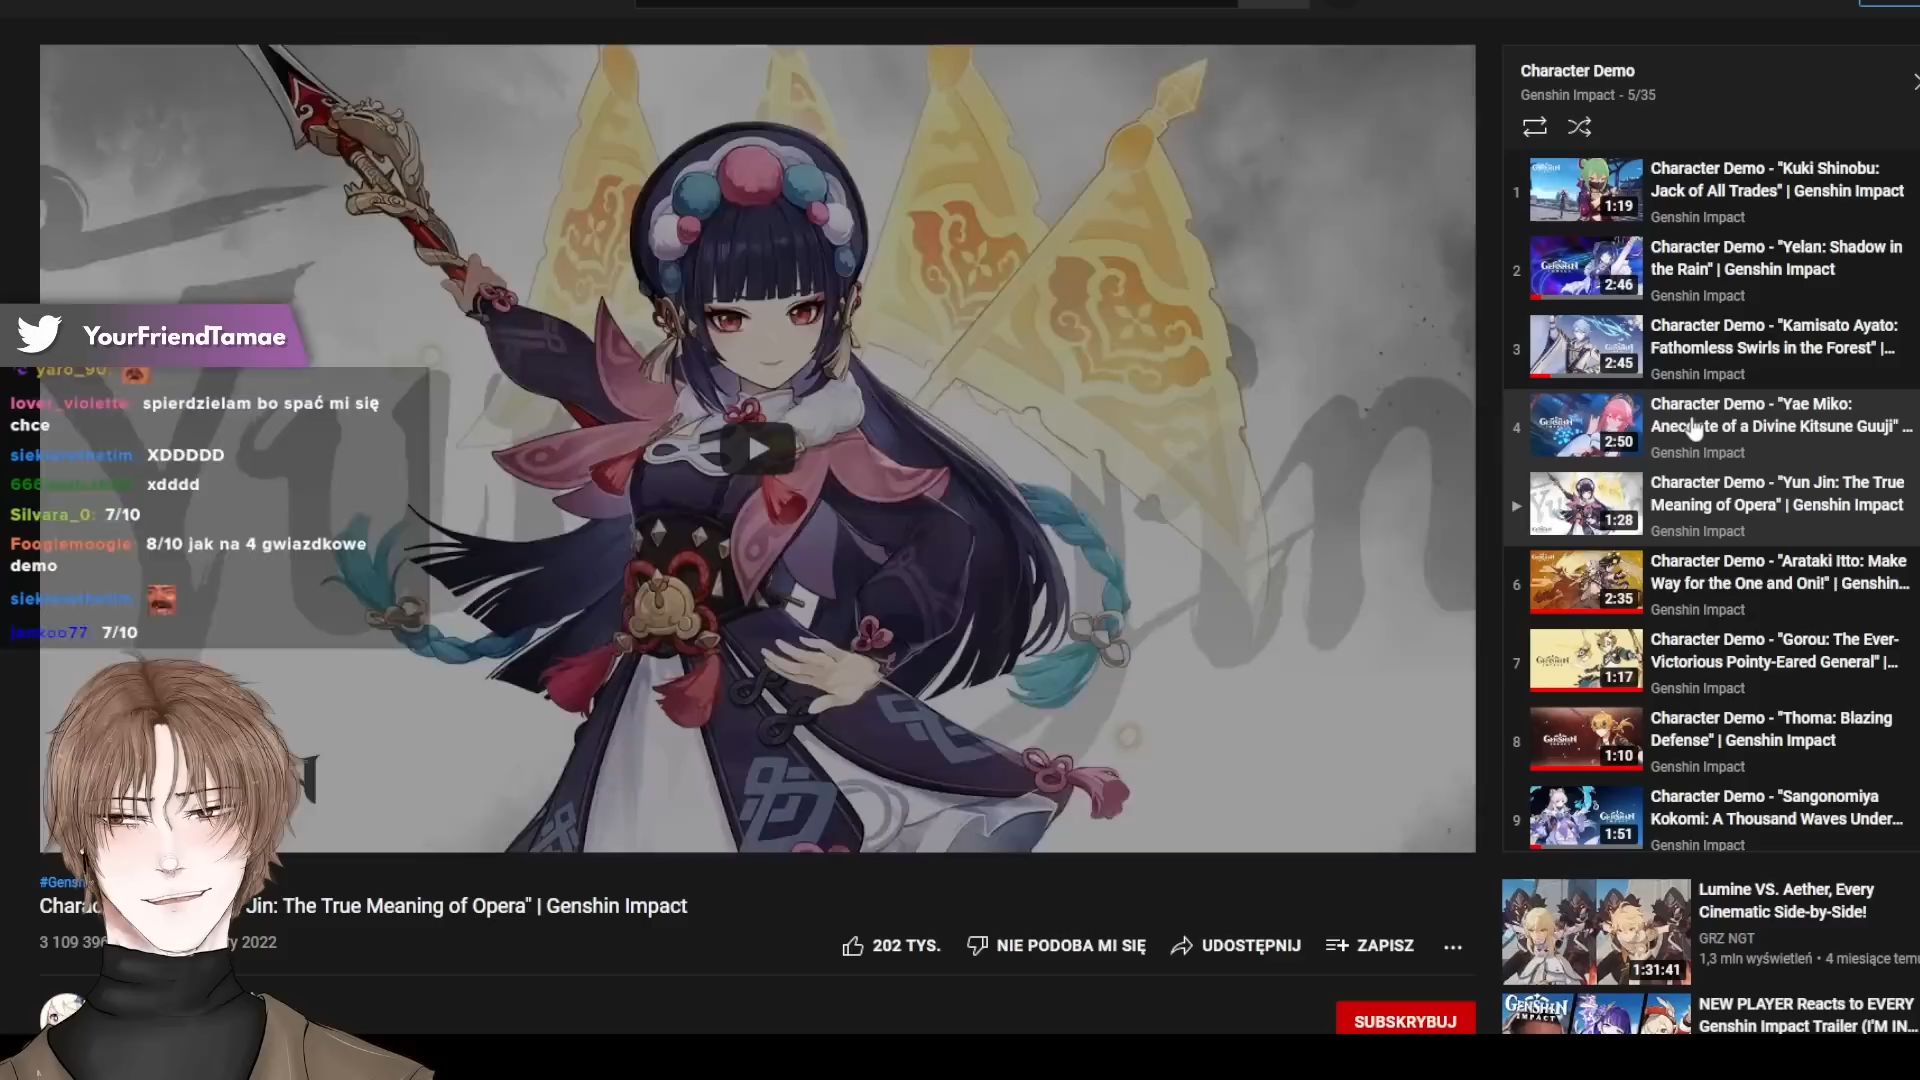 Character Demo
Genshin Impact - 5/35
1
Character Demo - "Kuki Shinobu:
Jack of All Trades" | Genshin Impact
Genshin Impact
1:19
2
Character Demo - "Yelan: Shadow in
the Rain" | Genshin Impact
Genshin Impact
2:46
3
Character Demo - "Kamisato Ayato:
Fathomless Swirls in the Forest" |...
Genshin Impact
2:45
4
Character Demo - "Yae Miko:
of a Divine Kitsune Guuji" ...
Genshin Impact
2:50
Character Demo - "Yun Jin: The True
Meaning of Opera" | Genshin Impact
Genshin Impact
1:28
6
Character Demo - "Arataki Itto: Make
Way for the One and Oni!" | Genshin...
Genshin Impact
2:35
7
Character Demo - "Gorou: The Ever-
Victorious Pointy-Eared General" |...
Genshin Impact
1:17
8
Character Demo - "Thoma: Blazing
Defense" | Genshin Impact
Genshin Impact
1:10
9
Character Demo - "Sangonomiya
Kokomi: A Thousand Waves Under...
Genshin Impact
1:51
YourFriendTamae
spierdzielam bo spać mi się
chce
XDDDDD
xdddd
Silvara_0: 7/10
8/10 jak na 4 gwiazdkowe
demo
7/10
Jin: The True Meaning of Opera" | Genshin Impact
3 109 2022
202 TYS.
NIE PODOBA MI SIĘ
UDOSTĘPNIJ
ZAPISZ
SUBSKRYBUJ
Lumine VS. Aether, Every
Cinematic Side-by-Side!
GRZ NGT
1,3 mln wyświetleń • 4 miesiące temu
1:31:41
NEW PLAYER Reacts to EVERY
Genshin Impact Trailer (I'M IN...
GENSHIN
IMPACT